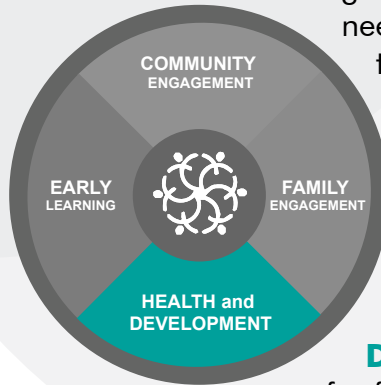 COMMUNITY
ENGAGEMENT
EARLY
LEARNING
FAMILY
ENGAGEMENT
HEALTH and
DEVELOPMENT